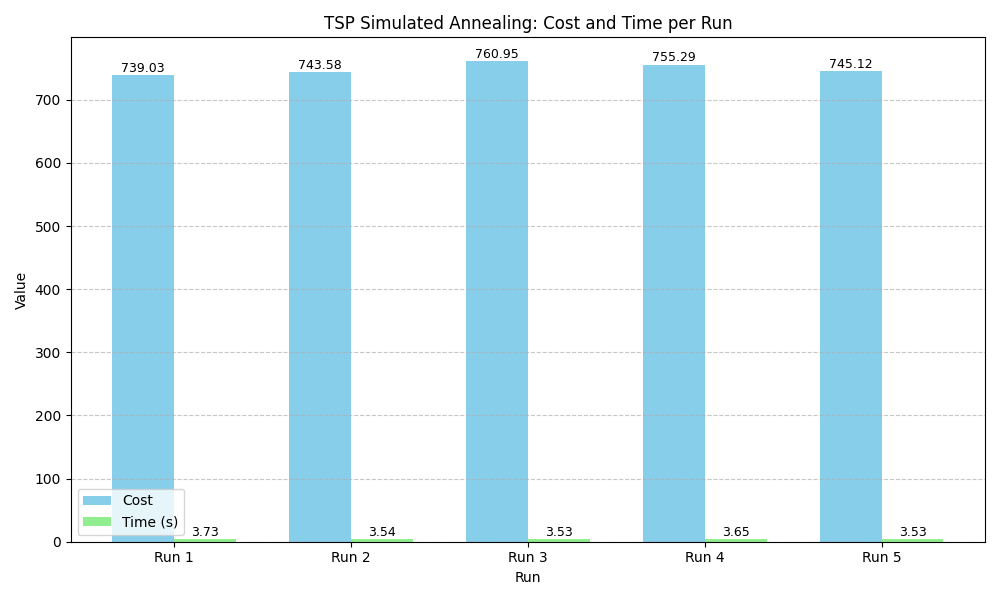 TSP Simulated Annealing: Cost and Time per Run
739.03
743.58
760.95
755.29
745.12
700
600
500
400
300
200
100
0
Value
Cost
Time (s)
3.73
3.54
3.53
3.65
3.53
Run 1
Run 2
Run 3
Run 4
Run 5
Run